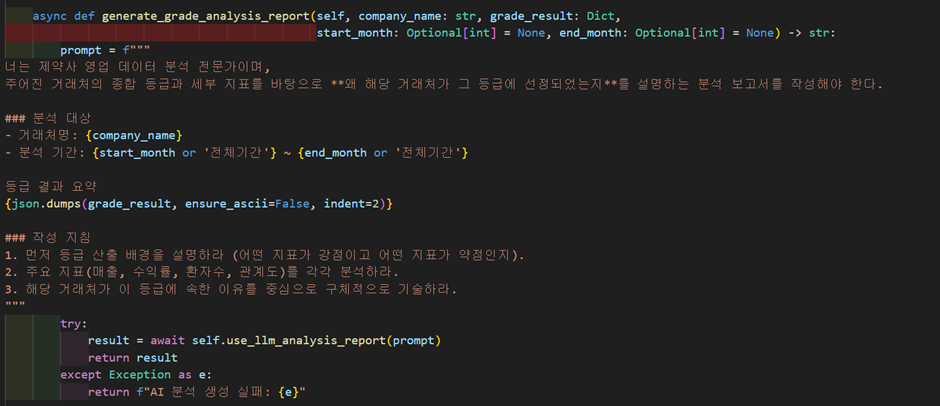 async def generate_grade_analysis_report(self, company_name: str, grade_result: Dict,
start_month: Optional[int] = None, end_month: Optional[int] = None) -> str:
prompt = f"""
너는 제약사 영업 데이터 분석 전문가이며,
주어진 거래처의 종합 등급과 세부 지표를 바탕으로 **왜 해당 거래처가 그 등급에 선정되었는지**를 설명하는 분석 보고서를 작성해야 한다.
### 분석 대상
- 거래처명: {company_name}
- 분석 기간: {start_month or '전체기간'} ~ {end_month or '전체기간'}
등급 결과 요약
{json.dumps(grade_result, ensure_ascii=False, indent=2)}
### 작성 지침
1. 먼저 등급 산출 배경을 설명하라 (어떤 지표가 강점이고 어떤 지표가 약점인지).
2. 주요 지표(매출, 수익률, 환자수, 관계도)를 각각 분석하라.
3. 해당 거래처가 이 등급에 속한 이유를 중심으로 구체적으로 기술하라.
"""
try:
result = await self.use_llm_analysis_report(prompt)
return result
except Exception as e:
return f"AI 분석 생성 실패: {e}"